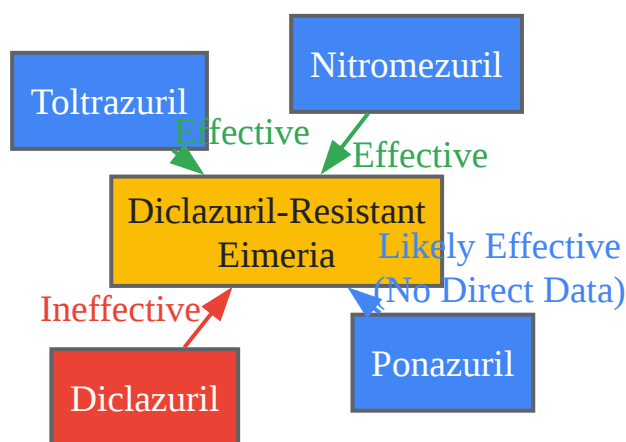 Nitromezuril
Toltrazuril
Effective
Effective
Diclazuril-Resistant
Eimeria
Likely Effective
(No Direct Data)
Ineffective
Ponazuril
Diclazuril